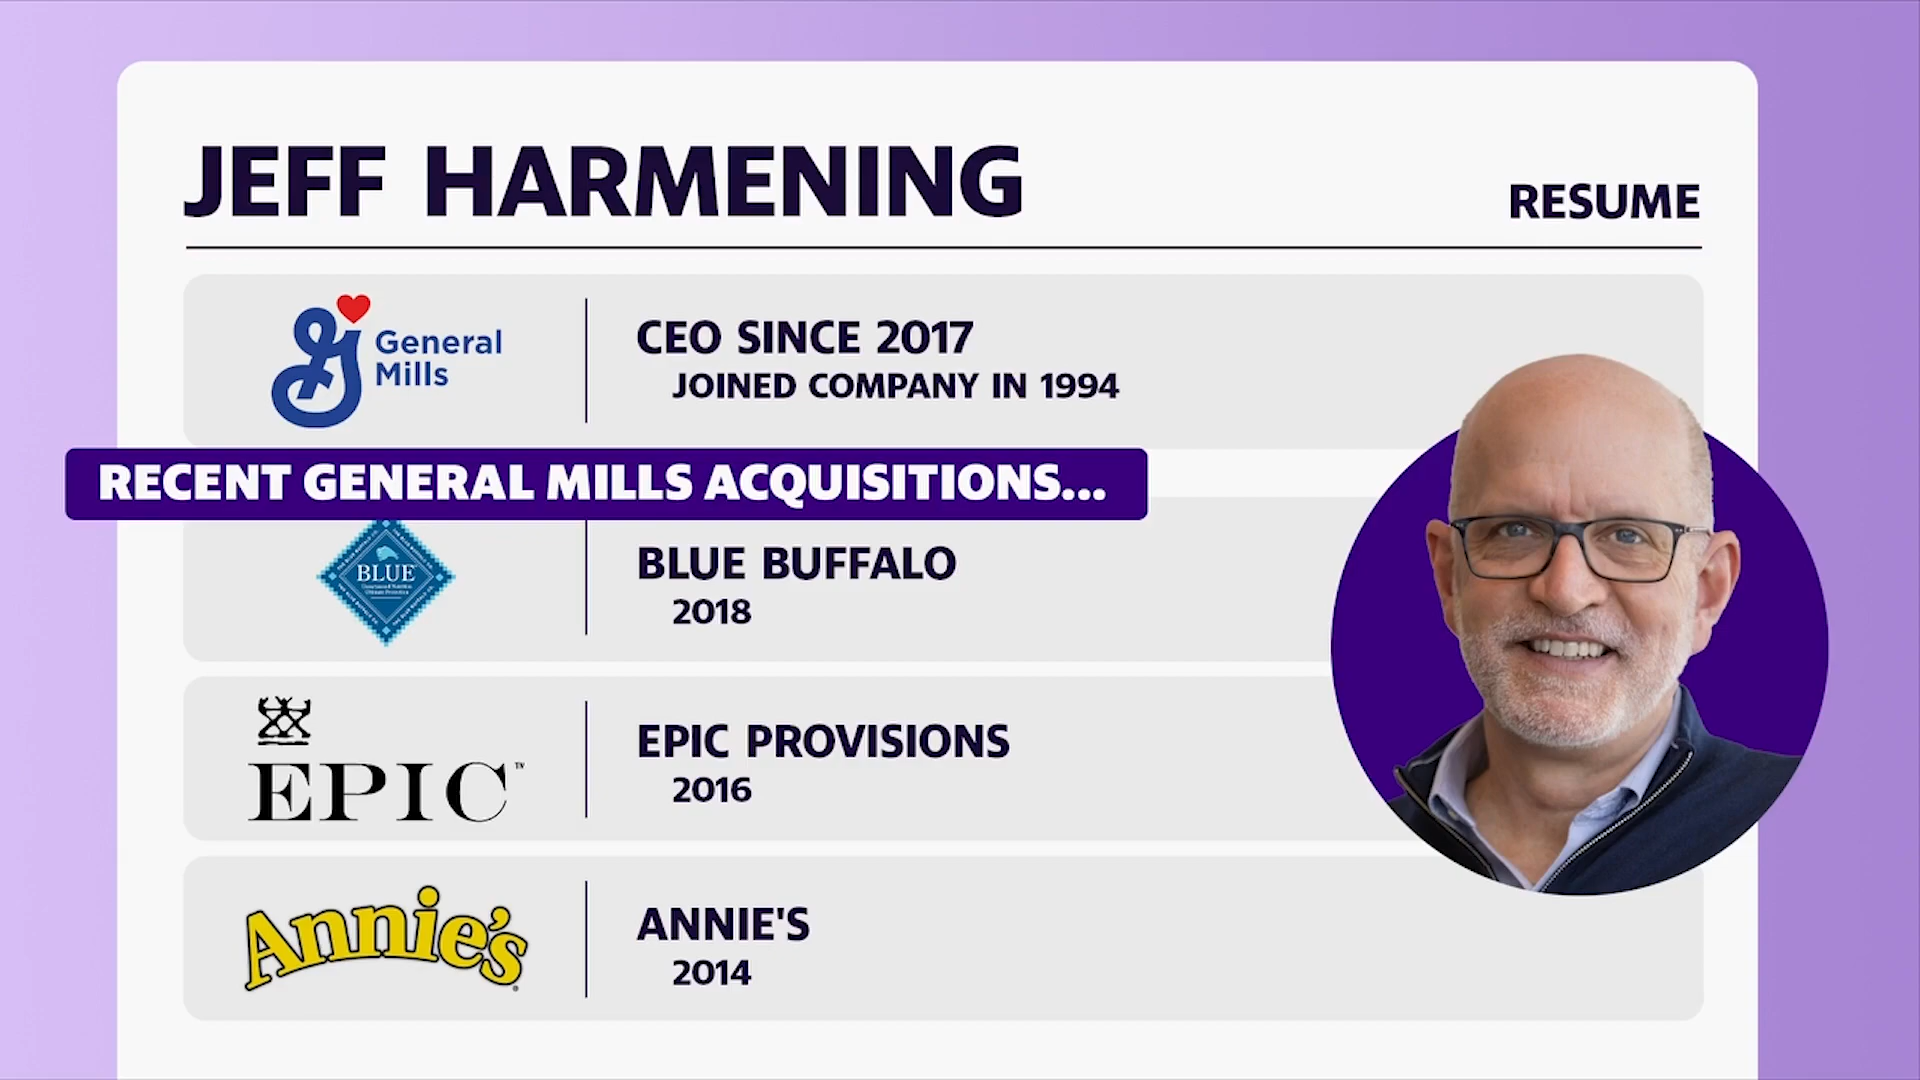 JEFF HARMENING
RESUME
General
Mills
CEO SINCE 2017
JOINED COMPANY IN 1994
RECENT GENERAL MILLS ACQUISITIONS...
BLUE
BLUE BUFFALO
2018
EPIC™
EPIC PROVISIONS
2016
Annie's®
ANNIE'S
2014